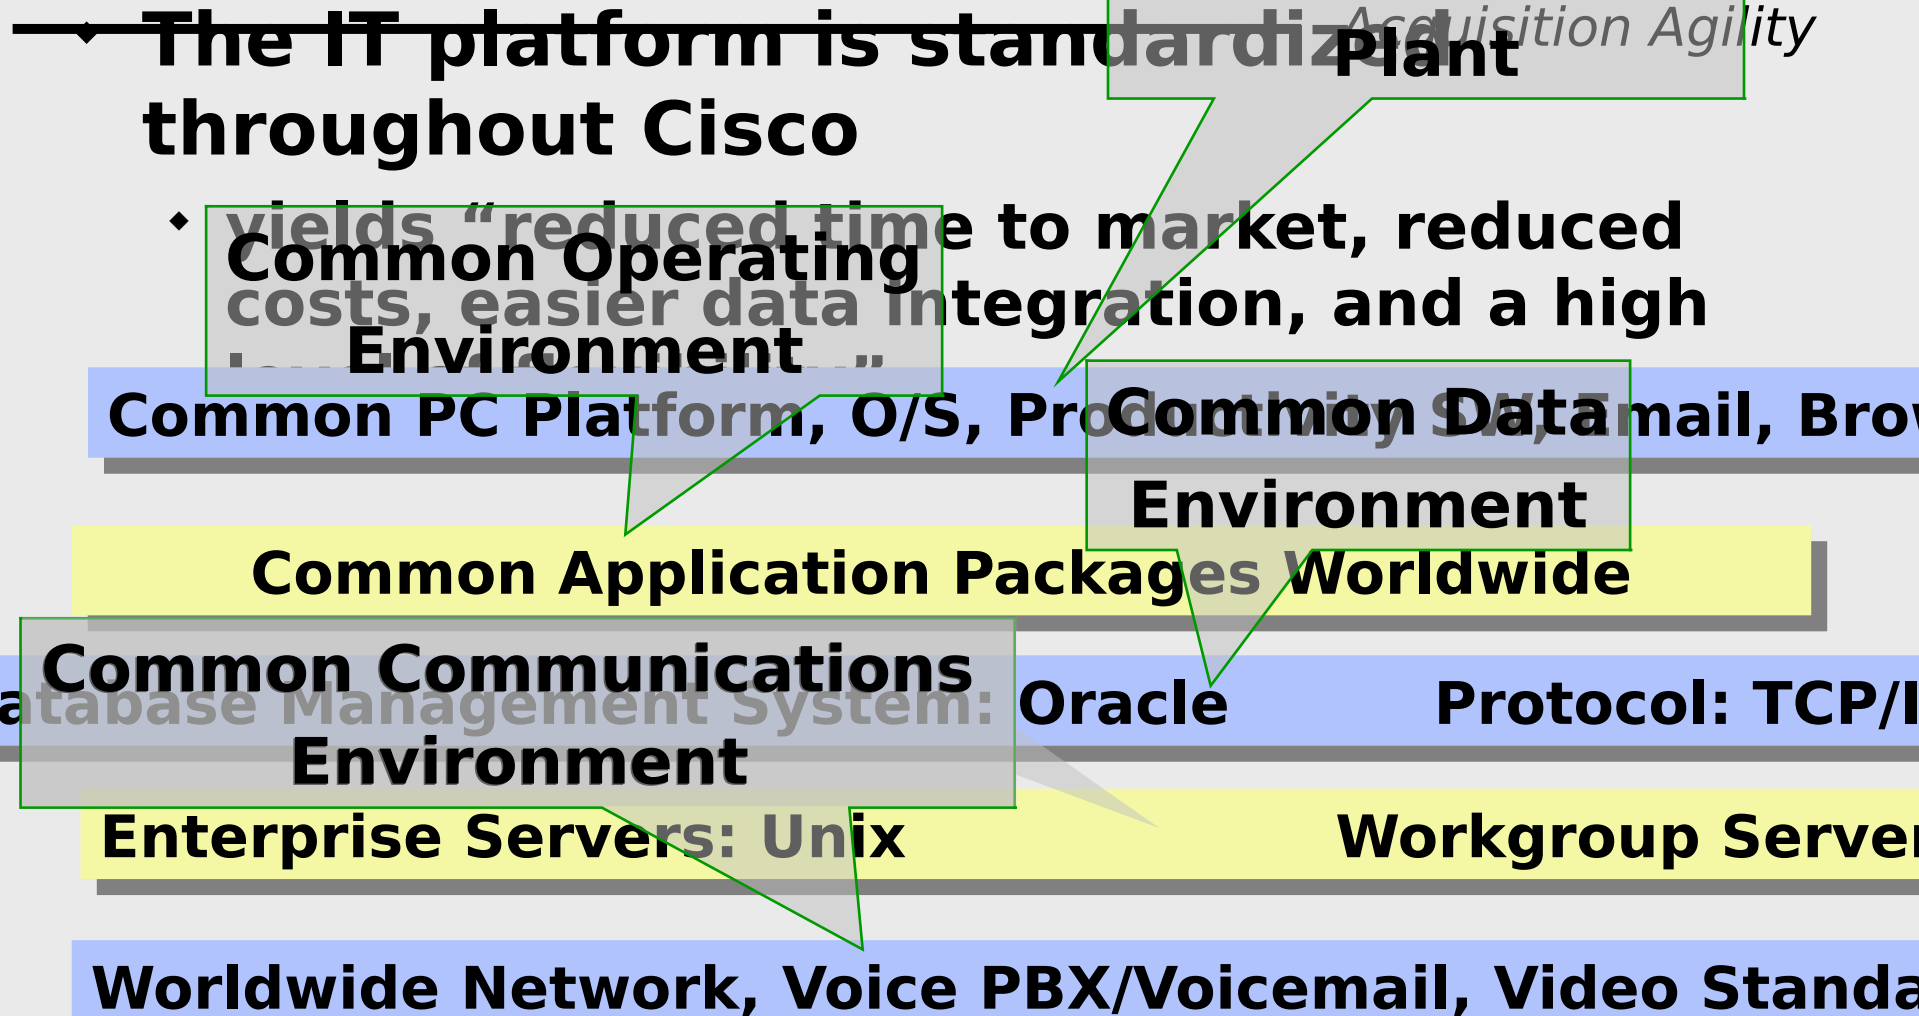 Acquisition Agility
The IT platform is standardized
throughout Cisco
yields “reduced time to market, reduced
costs, easier data integration, and a high
Plant
Common Operating
Environment
Common PC Platform, O/S, Productivity SW, Email, Brow
Common Data
Environment
Common Application Packages Worldwide
Common Communications
Environment
atabase Management System: Oracle Protocol: TCP/I
Enterprise Servers: Unix Workgroup Server
Worldwide Network, Voice PBX/Voicemail, Video Standa